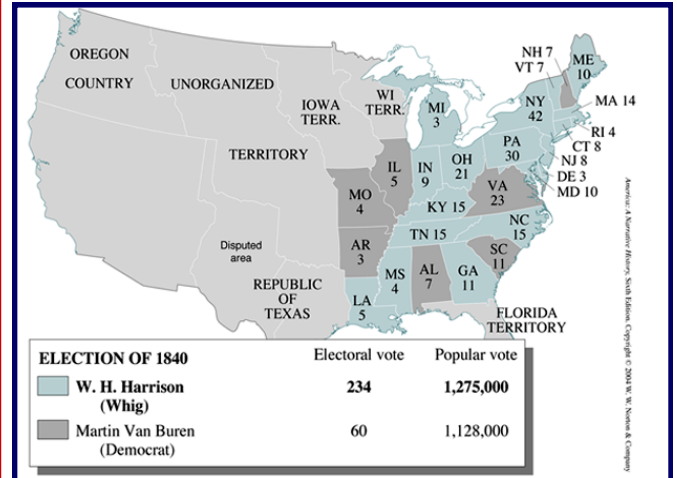 OREGON
COUNTRY
UNORGANIZED
TERRITORY
IOWA
TERR.
WI
TERR.
MI
3
NH 7
VT 7
ME
10
NY
42
MA 14
RI 4
CT 8
NJ 8
DE 3
MD 10
PA
30
OH
21
IN
9
IL
5
MO
4
VA
23
KY 15
NC
15
TN 15
SC
11
AR
3
MS
4
AL
7
GA
11
LA
5
Disputed
area
REPUBLIC
OF
TEXAS
FLORIDA
TERRITORY
America: A Narrative History, Sixth Edition, Copyright © 2004 W. W. Norton & Company
ELECTION OF 1840 Electoral vote Popular vote
W. H. Harrison 234 1,275,000
(Whig)
Martin Van Buren 60 1,128,000
(Democrat)